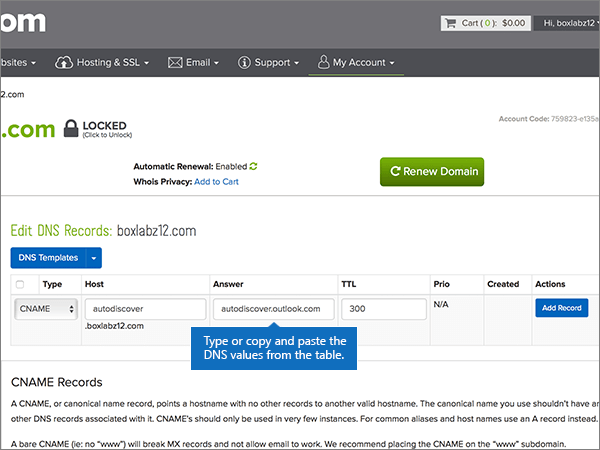 om
Cart ( 0 ): $0.00
Hi, boxlabz12
bsites
Hosting & SSL
Email
Support
My Account
12.com
.com
LOCKED
(Click to Unlock)
Account Code: 759823-e135a
Automatic Renewal: Enabled
Whois Privacy: Add to Cart
Renew Domain
Edit DNS Records: boxlabz12.com
DNS Templates
Type Host Answer TTL Prio Created Actions
CNAME autodiscover autodiscover.outlook.com 300 N/A Add Record
.boxlabz12.com
Type or copy and paste the
DNS values from the table.
CNAME Records
A CNAME, or canonical name record, points a hostname with no other records to another valid hostname. The canonical name you use shouldn't have an
other DNS records associated with it. CNAME's should only be used in very few instances. For common aliases and host names use an A record instead.
A bare CNAME (ie: no "www") will break MX records and not allow email to work. We recommend placing the CNAME on the "www" subdomain.